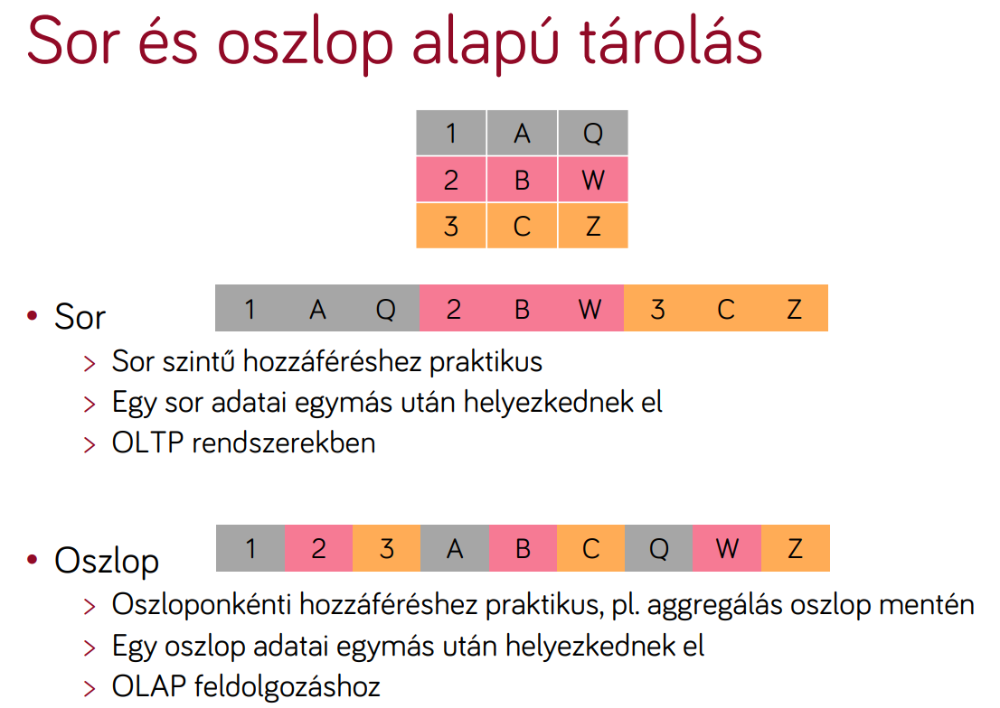 Sor és oszlop alapú tárolás
1 A Q
2 B W
3 C Z
• Sor
1 A Q 2 B W 3 C Z
> Sor szintű hozzáféréshez praktikus
> Egy sor adatai egymás után helyezkednek el
> OLTP rendszerekben
• Oszlop
1 2 3 A B C Q W Z
> Oszloponkénti hozzáféréshez praktikus, pl. aggregálás oszlop mentén
> Egy oszlop adatai egymás után helyezkednek el
> OLAP feldolgozáshoz